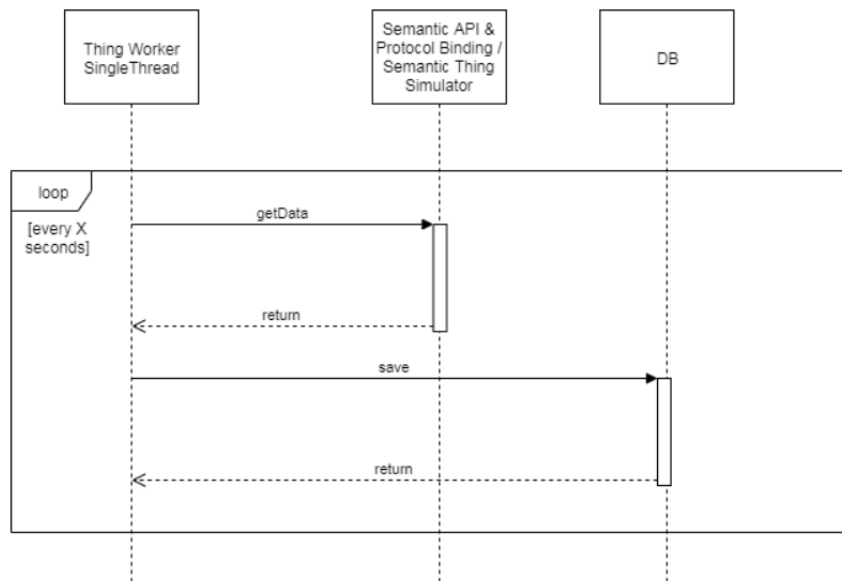 Thing Worker
SingleThread
Semantic API &
Protocol Binding /
Semantic Thing
Simulator
DB
loop
[every X
seconds]
getData
return
save
return